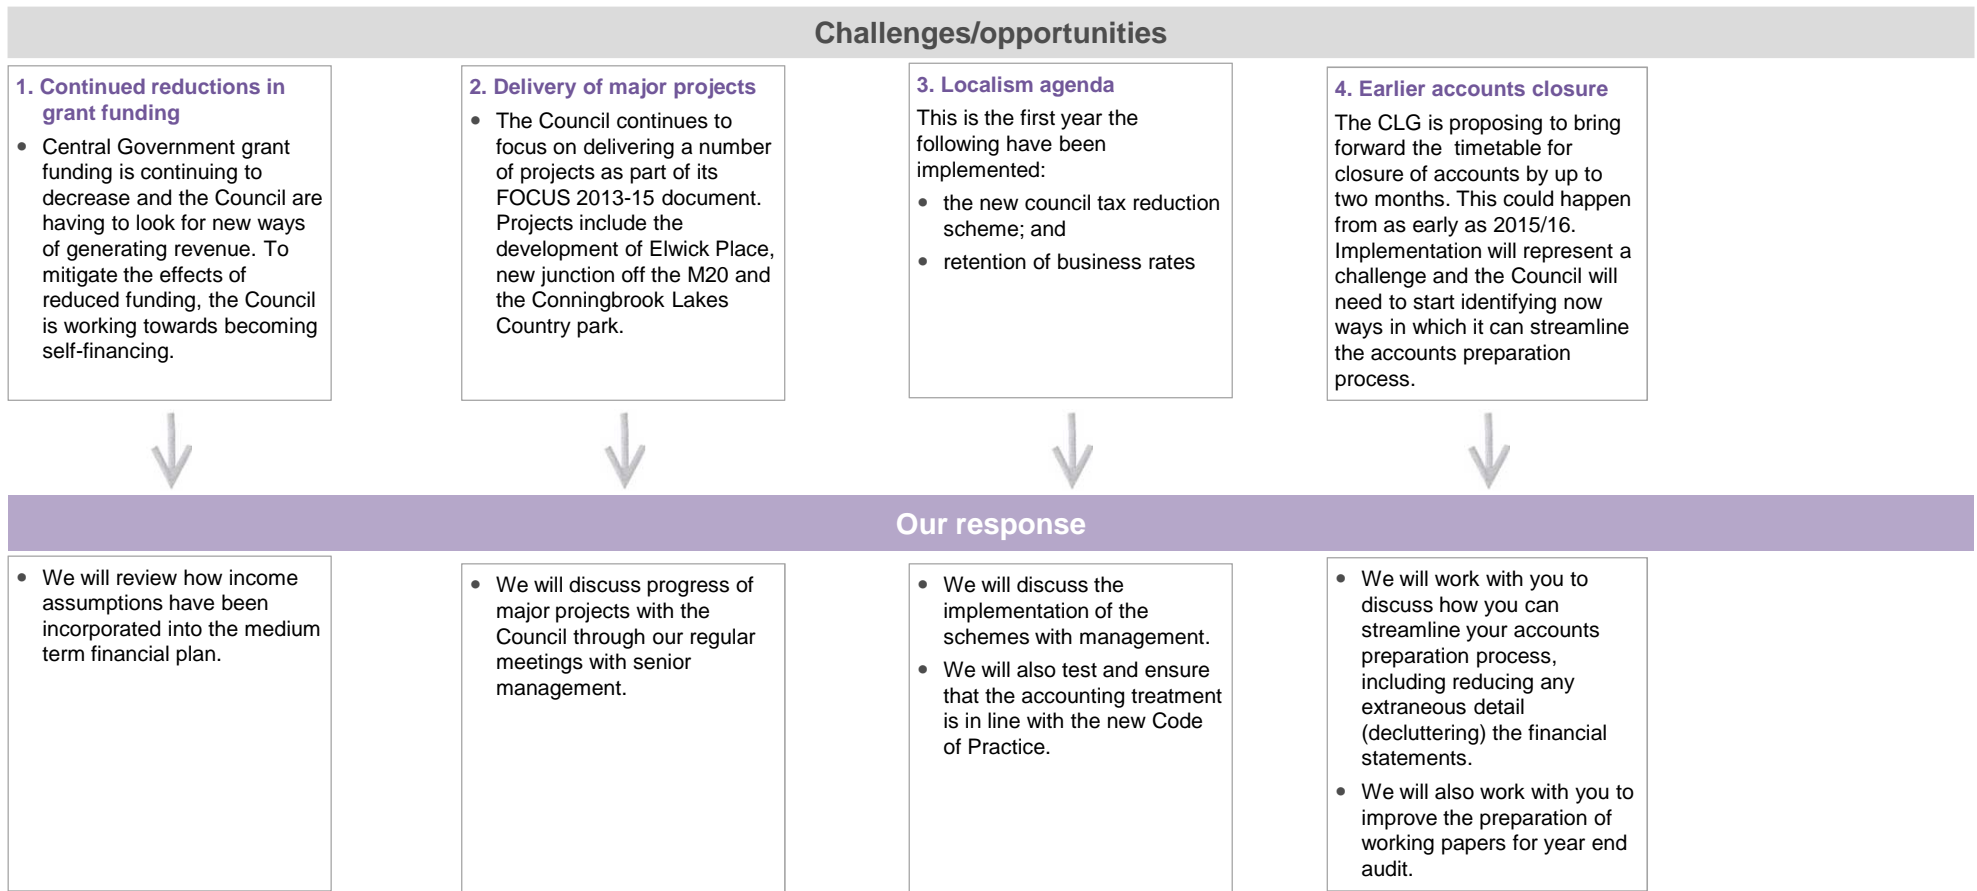 Challenges/opportunities
1. Continued reductions in
grant funding
• Central Government grant
funding is continuing to
decrease and the Council are
having to look for new ways
of generating revenue. To
mitigate the effects of
reduced funding, the Council
is working towards becoming
self-financing.
2. Delivery of major projects
• The Council continues to
focus on delivering a number
of projects as part of its
FOCUS 2013-15 document.
Projects include the
development of Elwick Place,
new junction off the M20 and
the Conningbrook Lakes
Country park.
3. Localism agenda
This is the first year the
following have been
implemented:
• the new council tax reduction
scheme; and
• retention of business rates
4. Earlier accounts closure
The CLG is proposing to bring
forward the timetable for
closure of accounts by up to
two months. This could happen
from as early as 2015/16.
Implementation will represent a
challenge and the Council will
need to start identifying now
ways in which it can streamline
the accounts preparation
process.
Our response
• We will review how income
assumptions have been
incorporated into the medium
term financial plan.
• We will discuss progress of
major projects with the
Council through our regular
meetings with senior
management.
• We will discuss the
implementation of the
schemes with management.
• We will also test and ensure
that the accounting treatment
is in line with the new Code
of Practice.
• We will work with you to
discuss how you can
streamline your accounts
preparation process,
including reducing any
extraneous detail
(decluttering) the financial
statements.
• We will also work with you to
improve the preparation of
working papers for year end
audit.